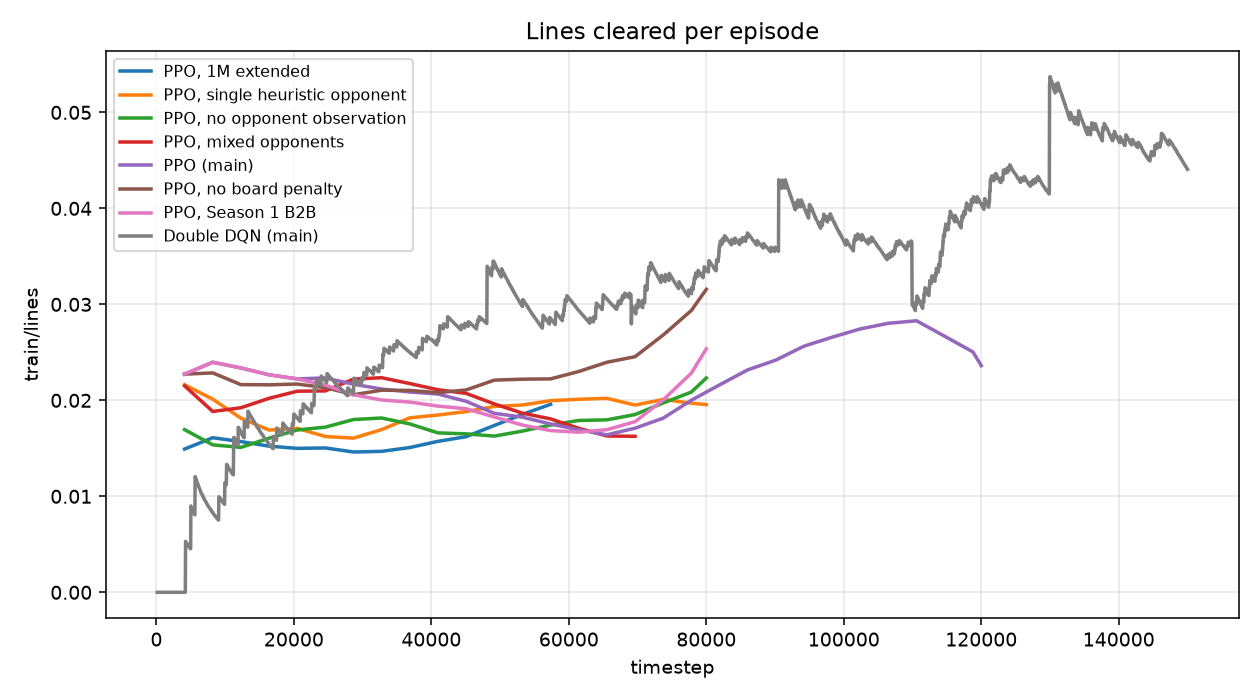 Lines cleared per episode
PPO, 1M extended
PPO, single heuristic opponent
PPO, no opponent observation
PPO, mixed opponents
PPO (main)
PPO, no board penalty
PPO, Season 1 B2B
Double DQN (main)
train/lines
0.05
0.04
0.03
0.02
0.01
0.00
0
20000
40000
60000
80000
100000
120000
140000
timestep